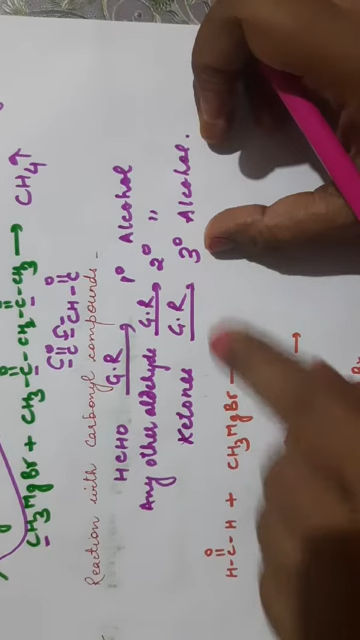 CH3MgBr + CH3-C-CH2-C-CH3 → CH4↑
O O
Reaction with Carbonyl compounds-
HCHO G.R 1° Alcohol
Any other aldehyde G.R 2° "
Ketones G.R 3° Alcohol.
O
H-C-H + CH3MgBr